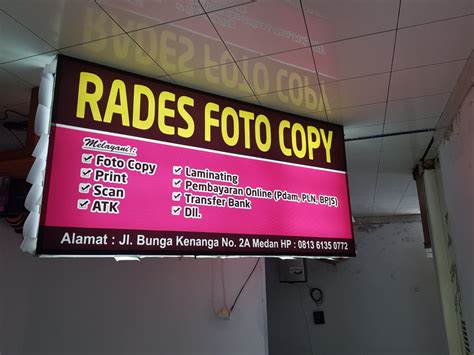 RADES FOTO COPY
Melayani :
Foto Copy
Print
Scan
ATK
Laminating
Pembayaran Online (Pdam, PLN, BPJS)
Transfer Bank
Dll.
Alamat : Jl. Bunga Kenanga No. 2A Medan HP : 0813 6135 0772